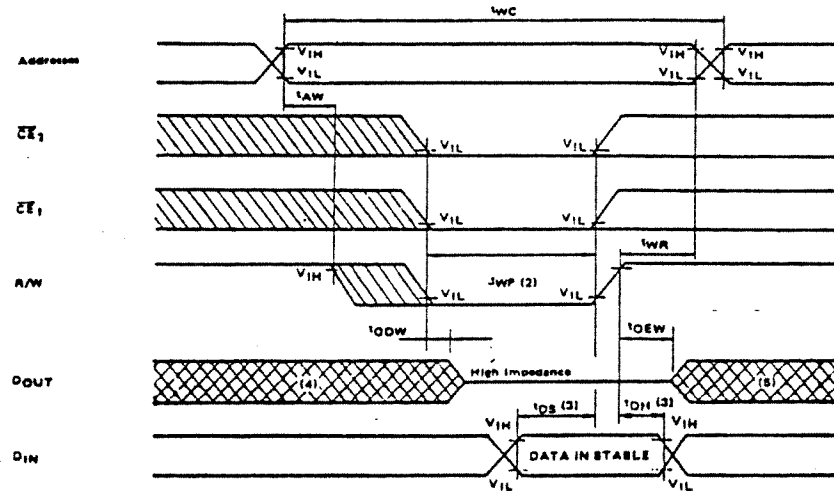 tWC
Addresses
VIH
VIL
VIH
VIH
VIL
VIL
tAW
CE2
VIL
VIL
CE1
VIL
VIL
tWR
R/W
VIH
VIL
tWP (2)
VIL
tODW
tOEW
DOUT
(4)
High Impedance
(5)
tDS (3)
tDH (3)
DIN
VIH
VIL
DATA IN STABLE
VIH
VIL